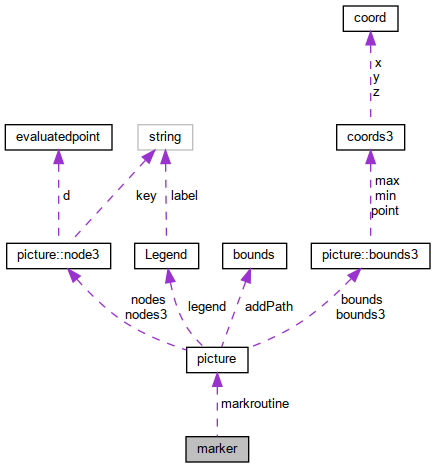 coord
x
y
z
evaluatedpoint
string
coords3
d
key
label
max
min
point
picture::node3
Legend
bounds
picture::bounds3
nodes
nodes3
legend
addPath
bounds
bounds3
picture
markroutine
marker